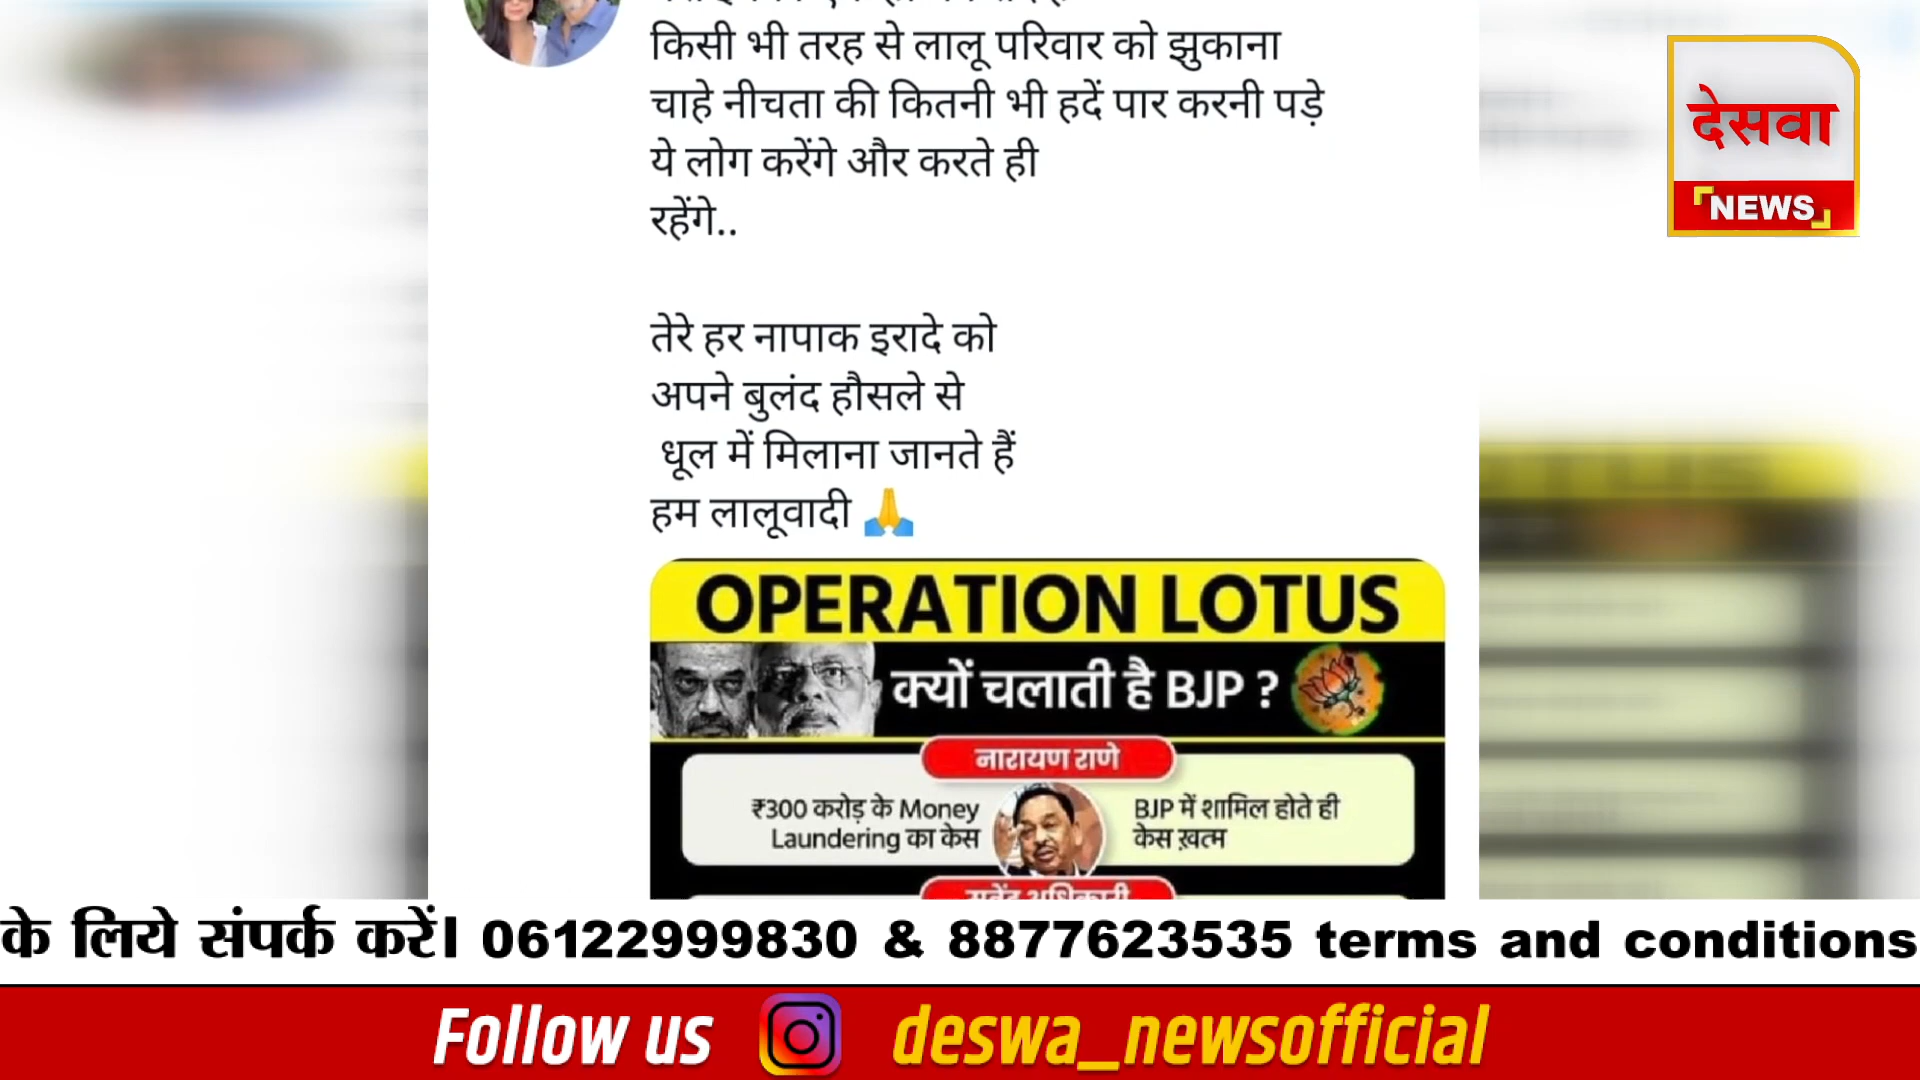 किसी भी तरह से लालू परिवार को झुकाना
चाहे नीचता की कितनी भी हदें पार करनी पड़े
ये लोग करेंगे और करते ही
रहेंगे..
तेरे हर नापाक इरादे को
अपने बुलंद हौसले से
धूल में मिलाना जानते हैं
हम लालूवादी 🙏
देसवा
NEWS
OPERATION LOTUS
क्यों चलाती है BJP ?
नारायण राणे
₹300 करोड़ के Money
Laundering का केस
BJP में शामिल होते ही
केस ख़त्म
के लिये संपर्क करें। 06122999830 & 8877623535 terms and conditions
Follow us deswa_newsofficial